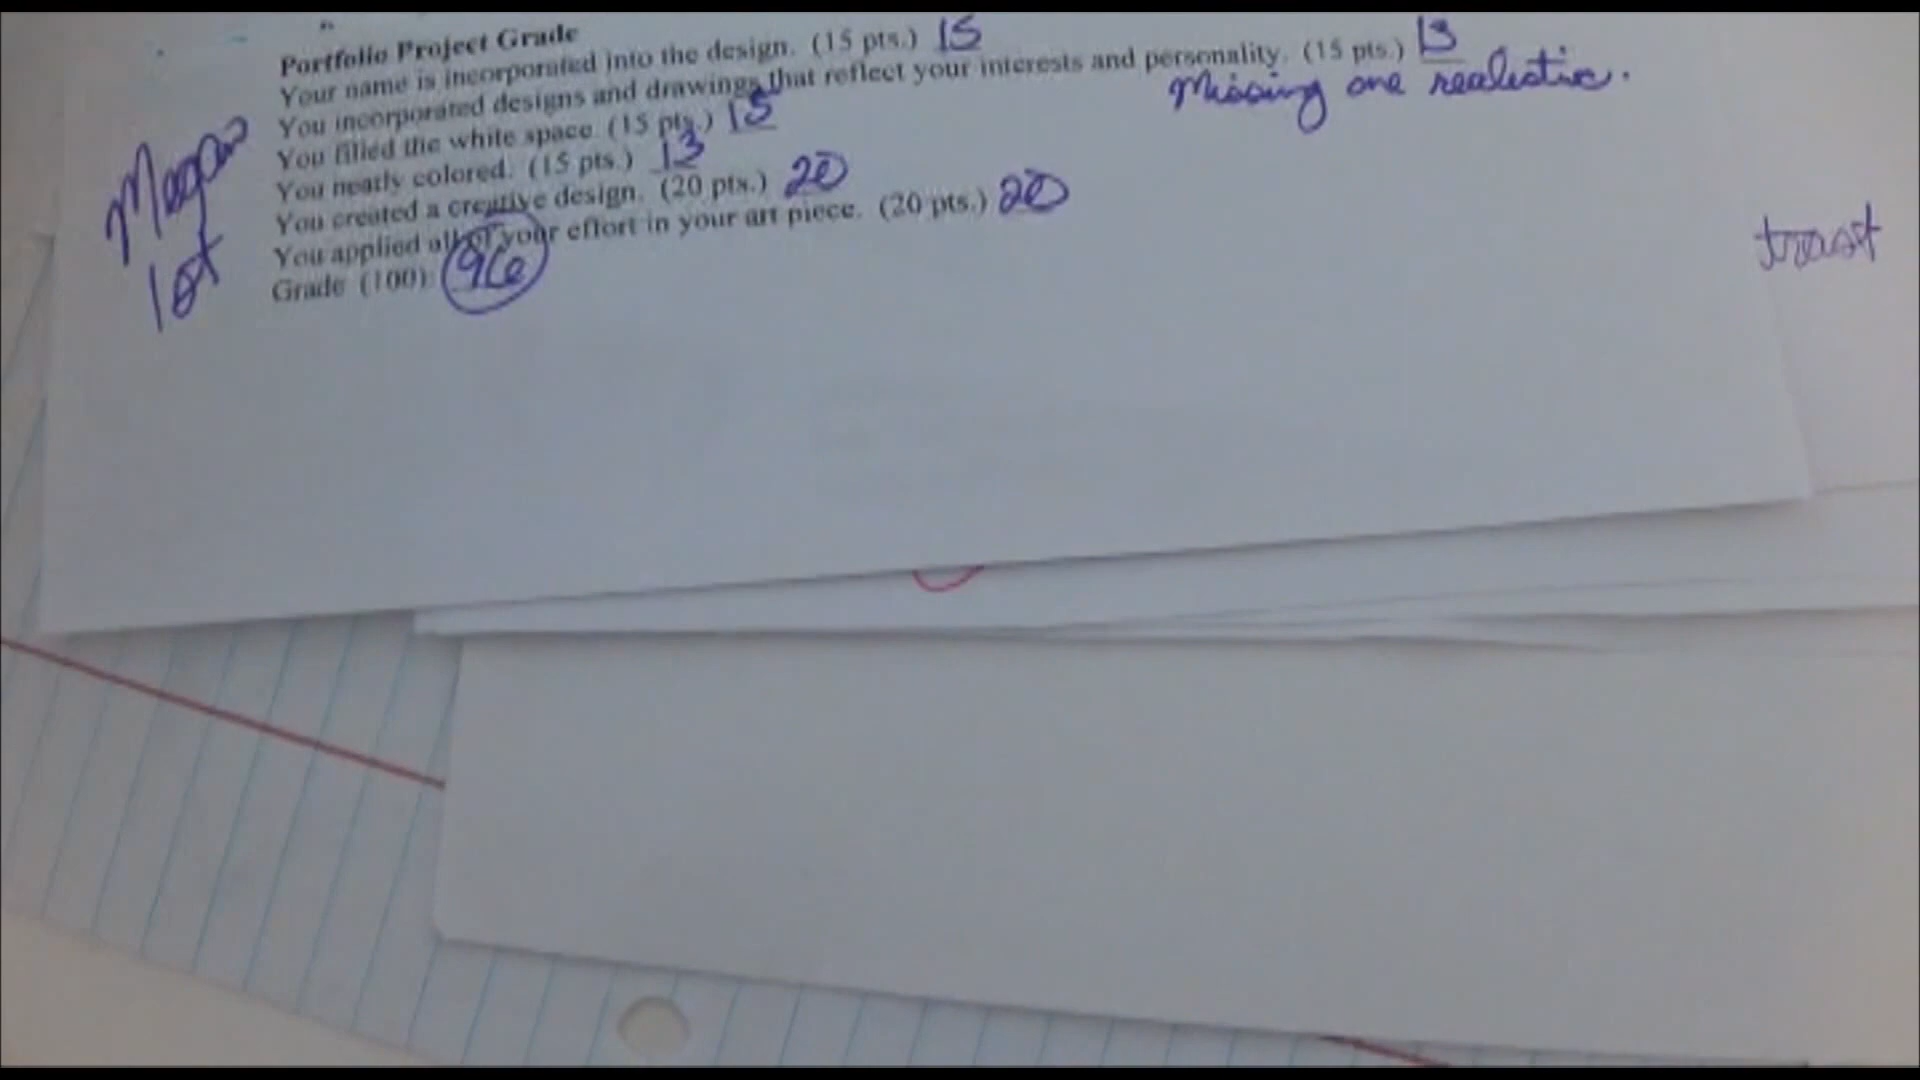 Portfolio Project Grade
Your name is incorporated into the design. (15 pts.) 15
You incorporated designs and drawings that reflect your interests and personality. (15 pts.) 13
Missing one realistic.
You filled the white space. (15 pts.) 15
You neatly colored. (15 pts.) 13
You created a creative design. (20 pts.) 20
You applied all of your effort in your art piece. (20 pts.) 20
Grade (100): 96
Megan
1st